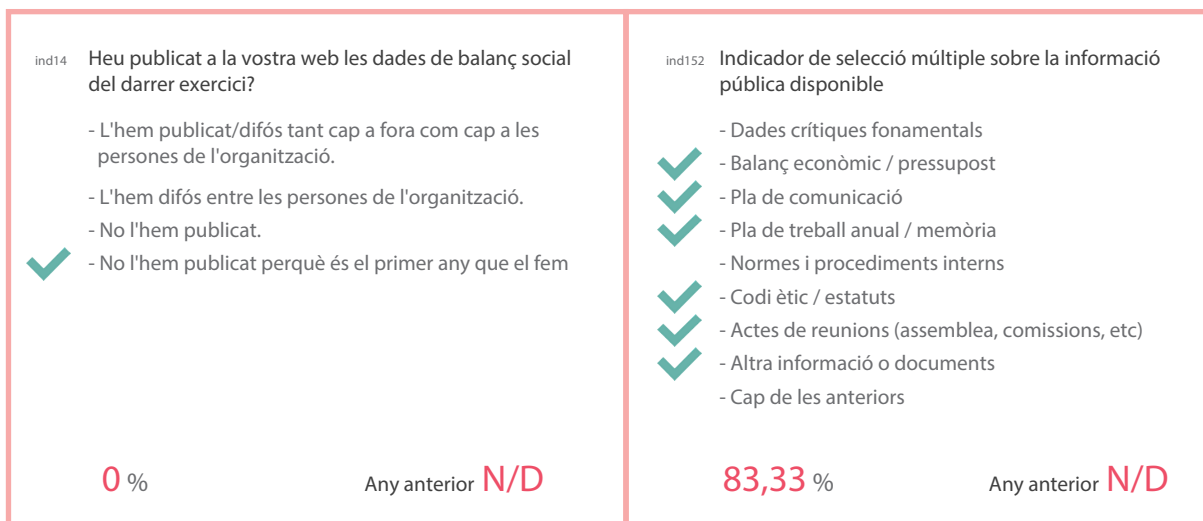 ind14 Heu publicat a la vostra web les dades de balanç social
del darrer exercici?
- L'hem publicat/difós tant cap a fora com cap a les
persones de l'organització.
- L'hem difós entre les persones de l'organització.
- No l'hem publicat.
- No l'hem publicat perquè és el primer any que el fem
0 %
Any anterior N/D
ind152 Indicador de selecció múltiple sobre la informació
pública disponible
- Dades crítiques fonamentals
- Balanç econòmic / pressupost
- Pla de comunicació
- Pla de treball anual / memòria
- Normes i procediments interns
- Codi ètic / estatuts
- Actes de reunions (assemblea, comissions, etc)
- Altra informació o documents
- Cap de les anteriors
83,33 %
Any anterior N/D